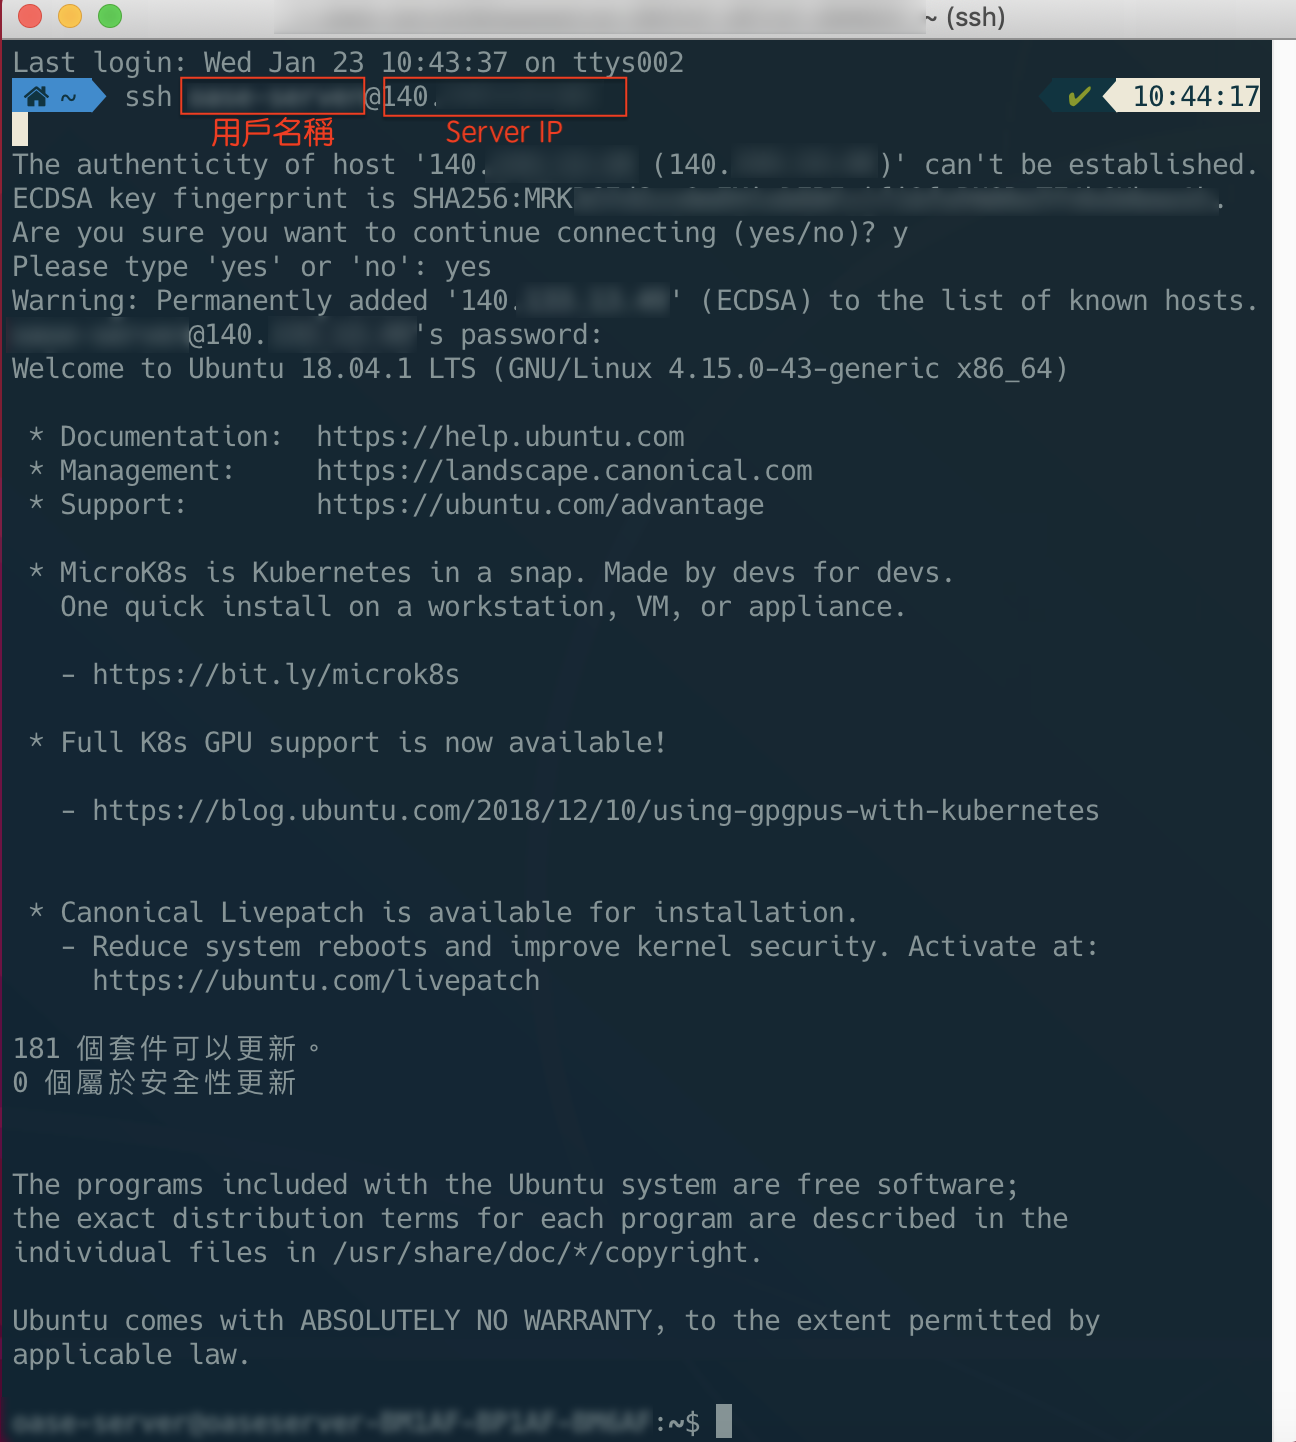 ~ (ssh)
Last login: Wed Jan 23 10:43:37 on ttys002
~ ssh @140. ✔ 10:44:17
用戶名稱 Server IP
The authenticity of host '140. (140. )' can't be established.
ECDSA key fingerprint is SHA256:MRK .
Are you sure you want to continue connecting (yes/no)? y
Please type 'yes' or 'no': yes
Warning: Permanently added '140. ' (ECDSA) to the list of known hosts.
@140. 's password:
Welcome to Ubuntu 18.04.1 LTS (GNU/Linux 4.15.0-43-generic x86_64)
* Documentation: https://help.ubuntu.com
* Management: https://landscape.canonical.com
* Support: https://ubuntu.com/advantage
* MicroK8s is Kubernetes in a snap. Made by devs for devs.
One quick install on a workstation, VM, or appliance.
- https://bit.ly/microk8s
* Full K8s GPU support is now available!
- https://blog.ubuntu.com/2018/12/10/using-gpgpus-with-kubernetes
* Canonical Livepatch is available for installation.
- Reduce system reboots and improve kernel security. Activate at:
https://ubuntu.com/livepatch
181 個套件可以更新。
0 個屬於安全性更新
The programs included with the Ubuntu system are free software;
the exact distribution terms for each program are described in the
individual files in /usr/share/doc/*/copyright.
Ubuntu comes with ABSOLUTELY NO WARRANTY, to the extent permitted by
applicable law.
:~$